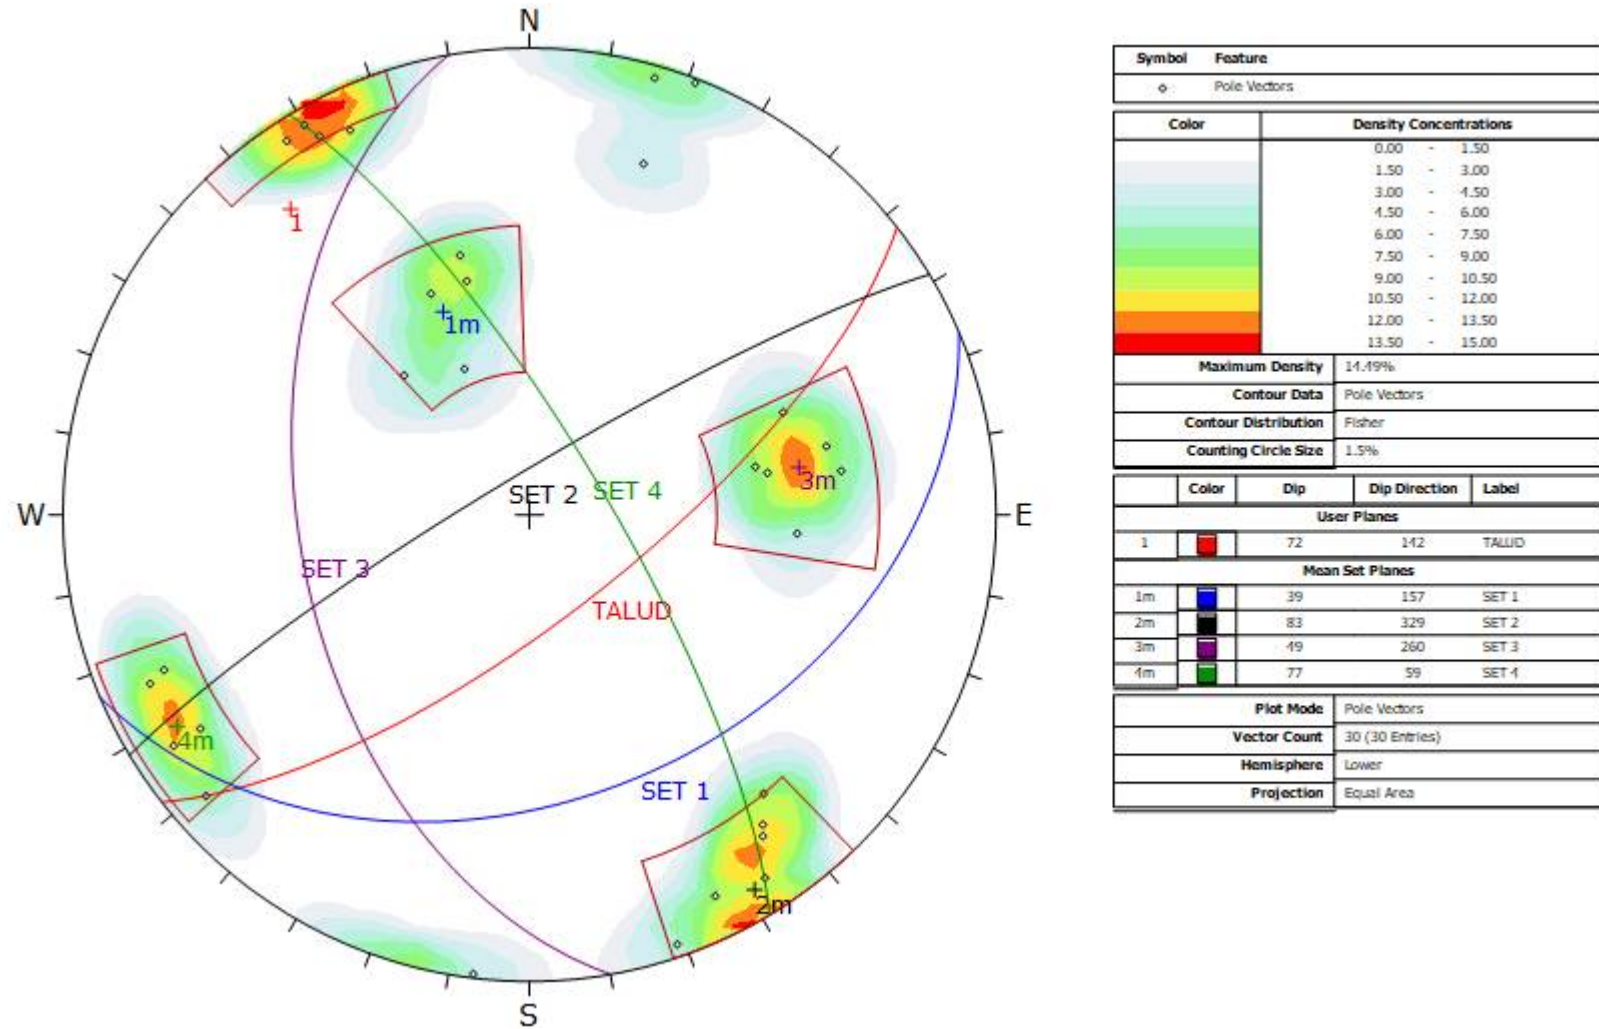 N
1
1m
SET 2
SET 4
3m
W
E
SET 3
TALUD
4m
SET 1
2m
S
Symbol Feature
Pole Vectors
Color Density Concentrations
0.00 - 1.50
1.50 - 3.00
3.00 - 4.50
4.50 - 6.00
6.00 - 7.50
7.50 - 9.00
9.00 - 10.50
10.50 - 12.00
12.00 - 13.50
13.50 - 15.00
Maximum Density 14.49%
Contour Data Pole Vectors
Contour Distribution Fisher
Counting Circle Size 1.5%
Color Dip Dip Direction Label
User Planes
1 72 142 TALUD
Mean Set Planes
1m 39 157 SET 1
2m 83 329 SET 2
3m 49 260 SET 3
4m 77 59 SET 4
Plot Mode Pole Vectors
Vector Count 30 (30 Entries)
Hemisphere Lower
Projection Equal Area